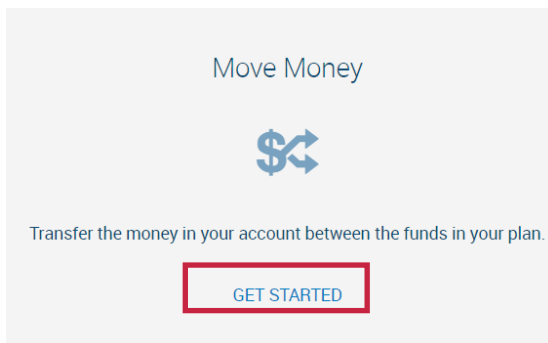 Move Money
Transfer the money in your account between the funds in your plan.
GET STARTED